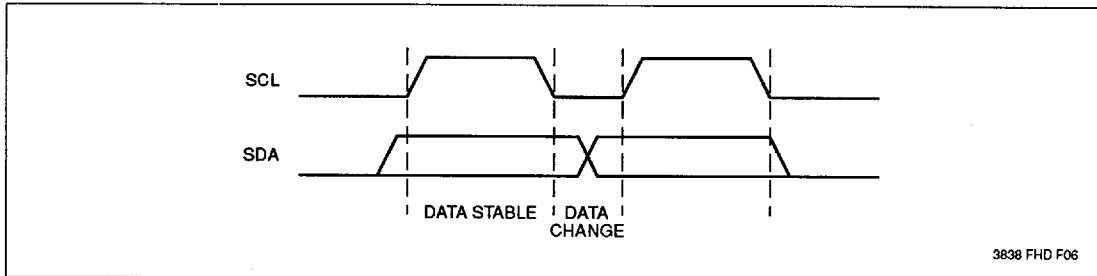 SCL
SDA
DATA STABLE
DATA
CHANGE
3838 FHD F06